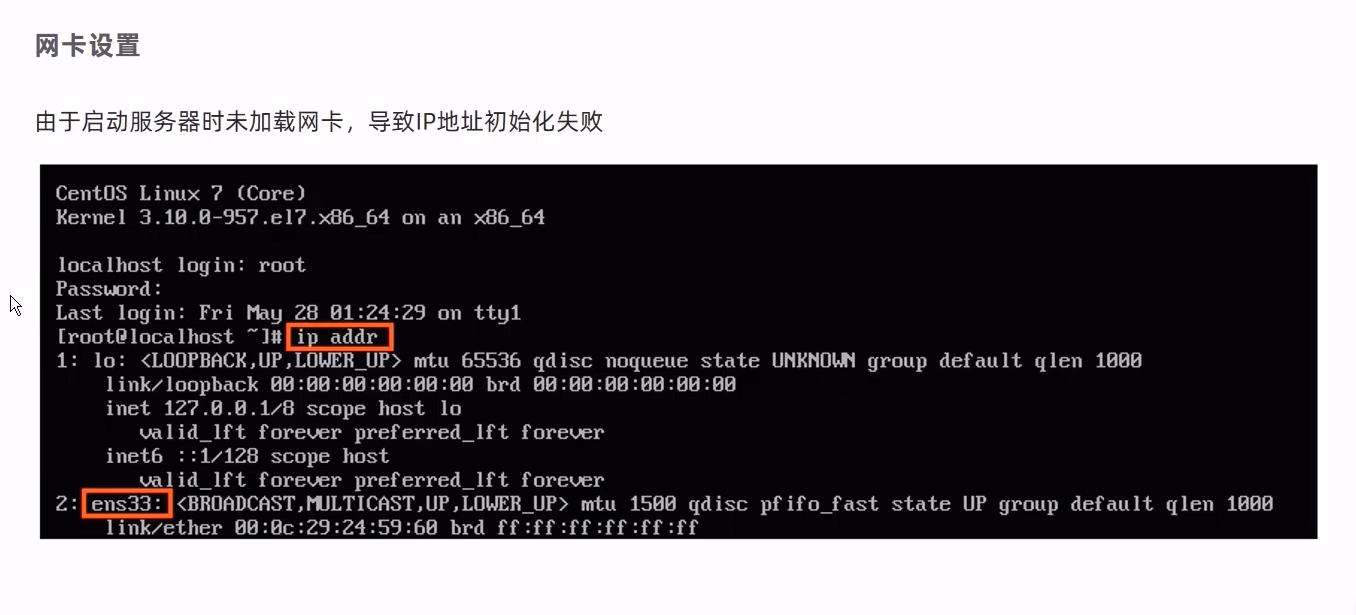 网卡设置
由于启动服务器时未加载网卡，导致IP地址初始化失败
CentOS Linux 7 (Core)
Kernel 3.10.0-957.el7.x86_64 on an x86_64
localhost login: root
Password:
Last login: Fri May 28 01:24:29 on tty1
[root@localhost ~]# ip addr
1: lo: <LOOPBACK,UP,LOWER_UP> mtu 65536 qdisc noqueue state UNKNOWN group default qlen 1000
link/loopback 00:00:00:00:00:00 brd 00:00:00:00:00:00
inet 127.0.0.1/8 scope host lo
valid_lft forever preferred_lft forever
inet6 ::1/128 scope host
valid_lft forever preferred_lft forever
2: ens33: <BROADCAST,MULTICAST,UP,LOWER_UP> mtu 1500 qdisc pfifo_fast state UP group default qlen 1000
link/ether 00:0c:29:24:59:60 brd ff:ff:ff:ff:ff:ff